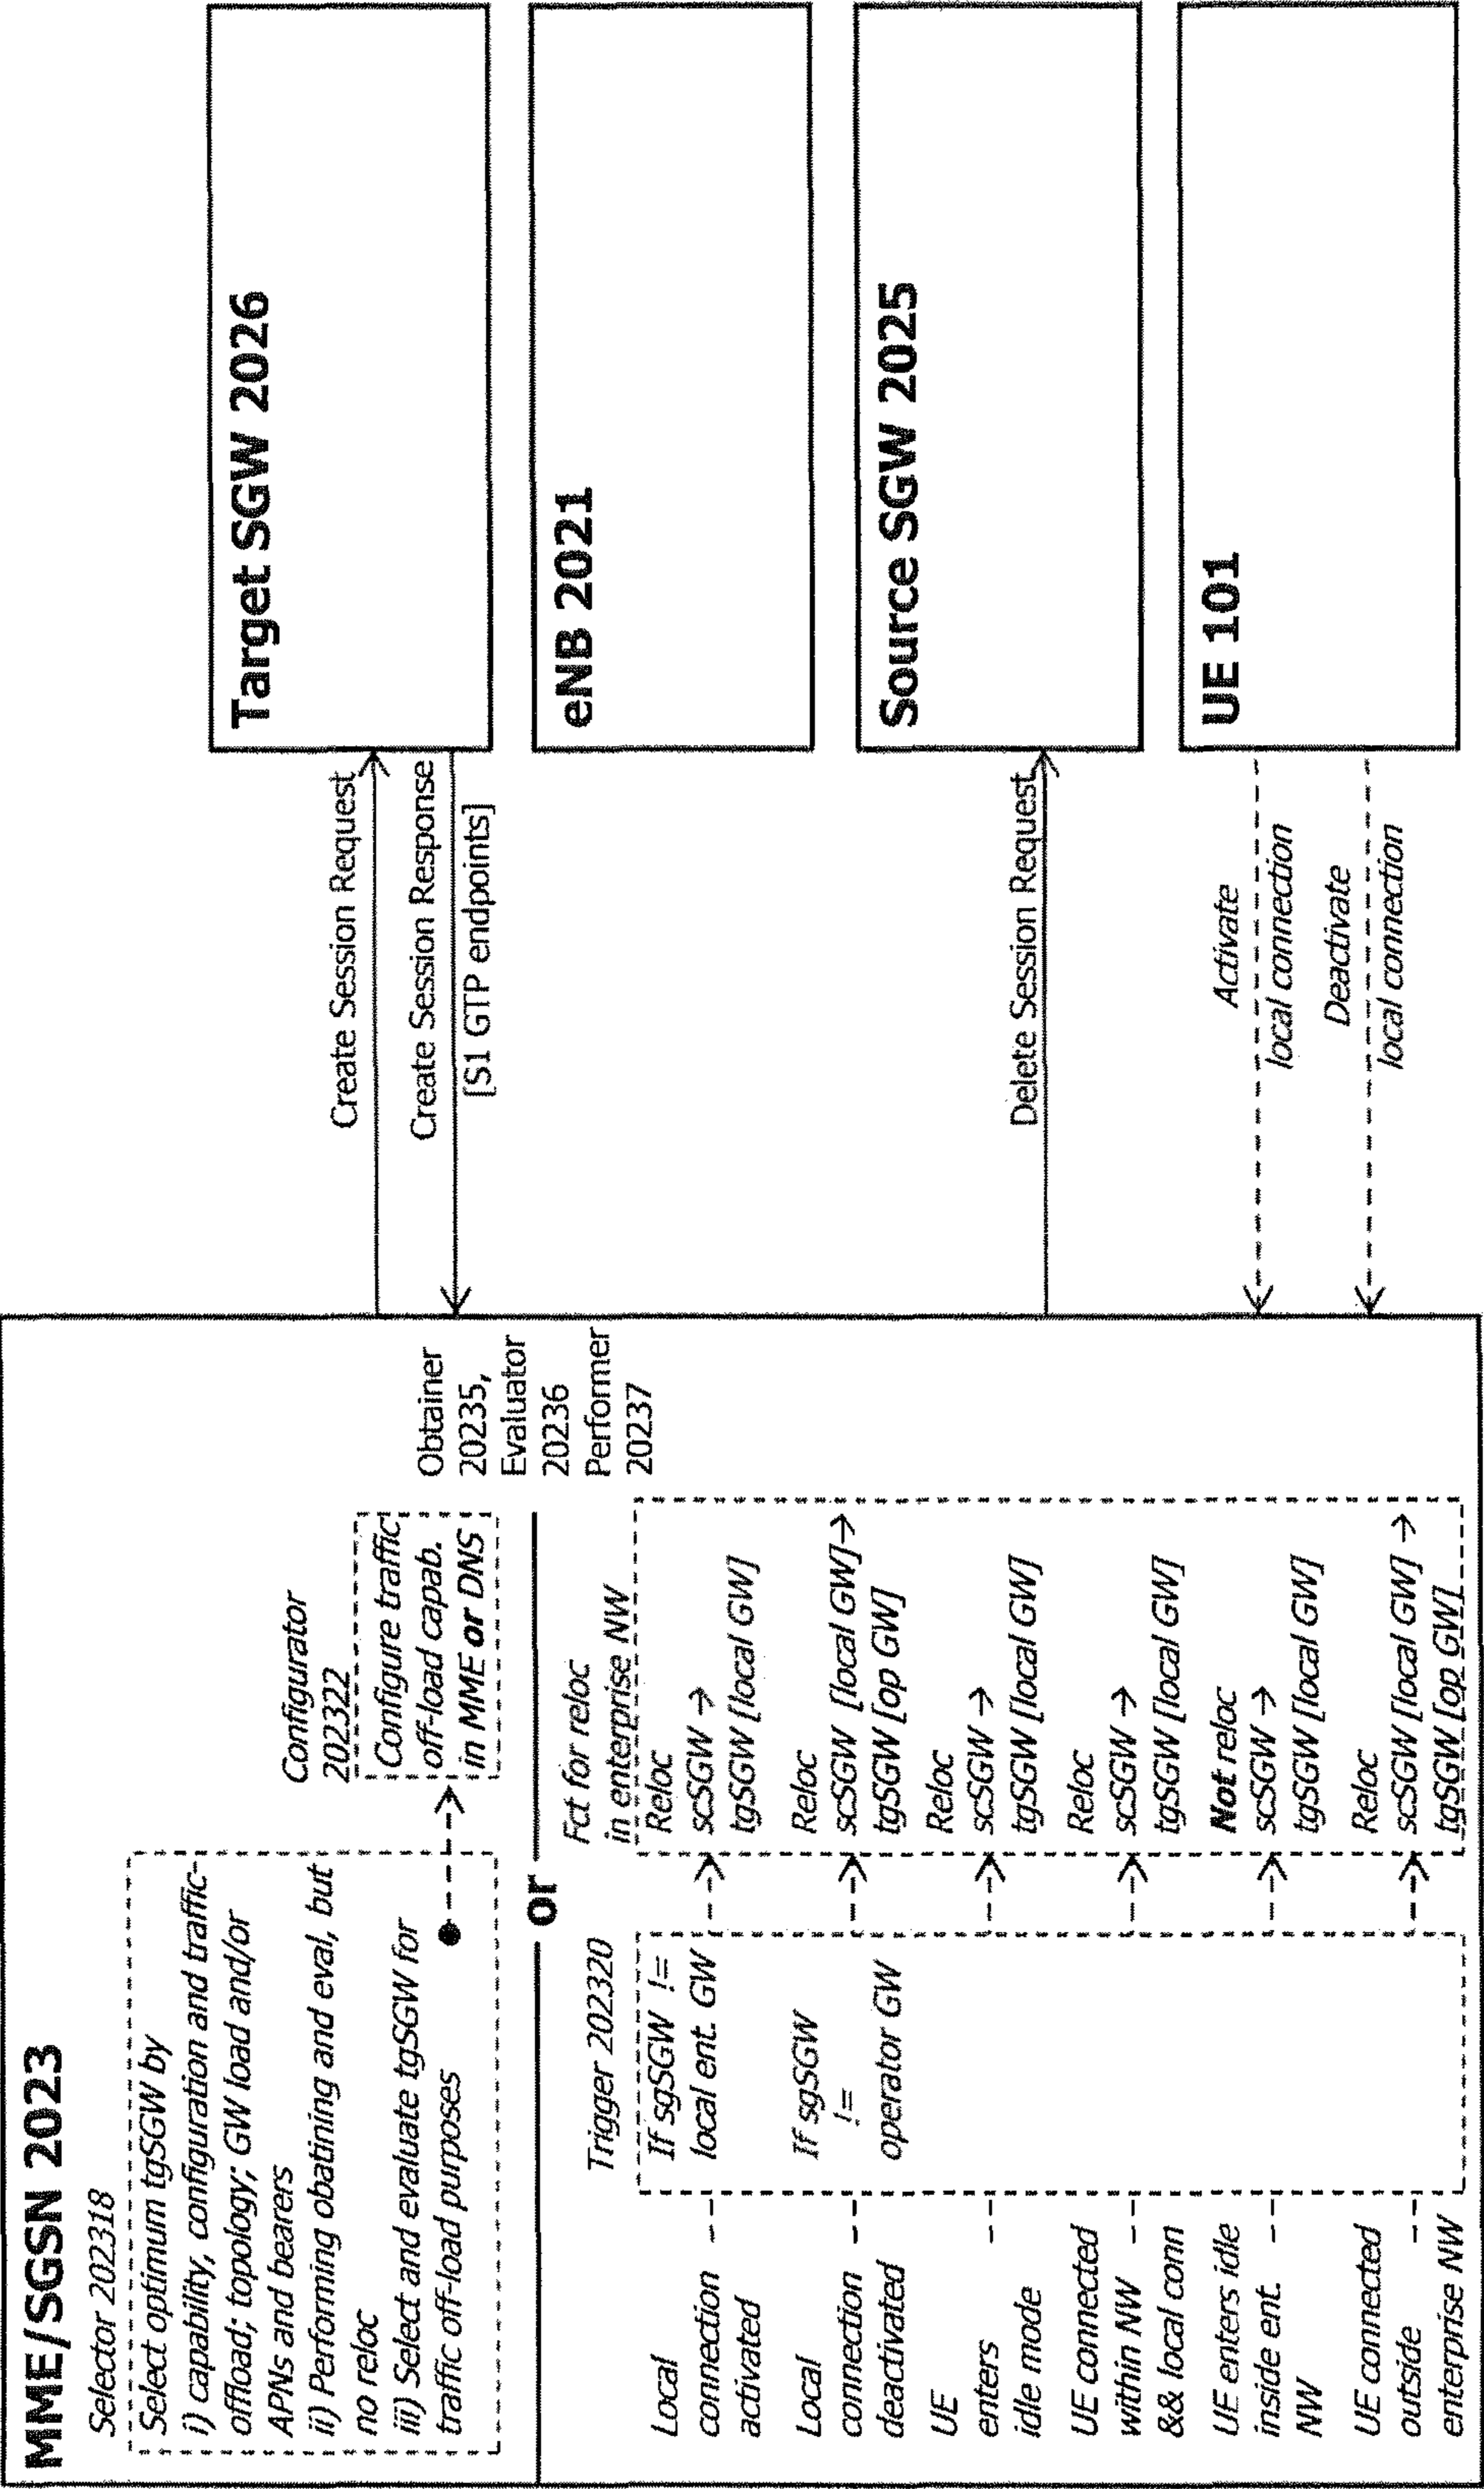 MME/SGSN 2023
Selector 202318
Select optimum tgSGW by
i) capability, configuration and traffic-
offload; topology; GW load and/or
APNs and bearers
ii) Performing obatining and eval, but
no reloc
iii) Select and evaluate tgSGW for
traffic off-load purposes
Configurator
202322
Configure traffic
off-load capab.
in MME or DNS
Obtainer
20235,
Evaluator
20236
Performer
20237
or
Trigger 202320
Fct for reloc
in enterprise NW
Local
connection
activated
If sgSGW !=
local ent. GW
Reloc
scSGW →
tgSGW [local GW]
Local
connection
deactivated
If sgSGW
!=
operator GW
Reloc
scSGW [local GW]→
tgSGW [op GW]
UE
enters
idle mode
Reloc
scSGW →
tgSGW [local GW]
UE connected
within NW
&& local conn
Reloc
scSGW →
tgSGW [local GW]
UE enters idle
inside ent.
NW
Not reloc
scSGW →
tgSGW [local GW]
UE connected
outside
enterprise NW
Reloc
scSGW [local GW] →
tgSGW [op GW]
Create Session Request
Create Session Response
[S1 GTP endpoints]
Delete Session Request
Activate
local connection
Deactivate
local connection
Target SGW 2026
eNB 2021
Source SGW 2025
UE 101